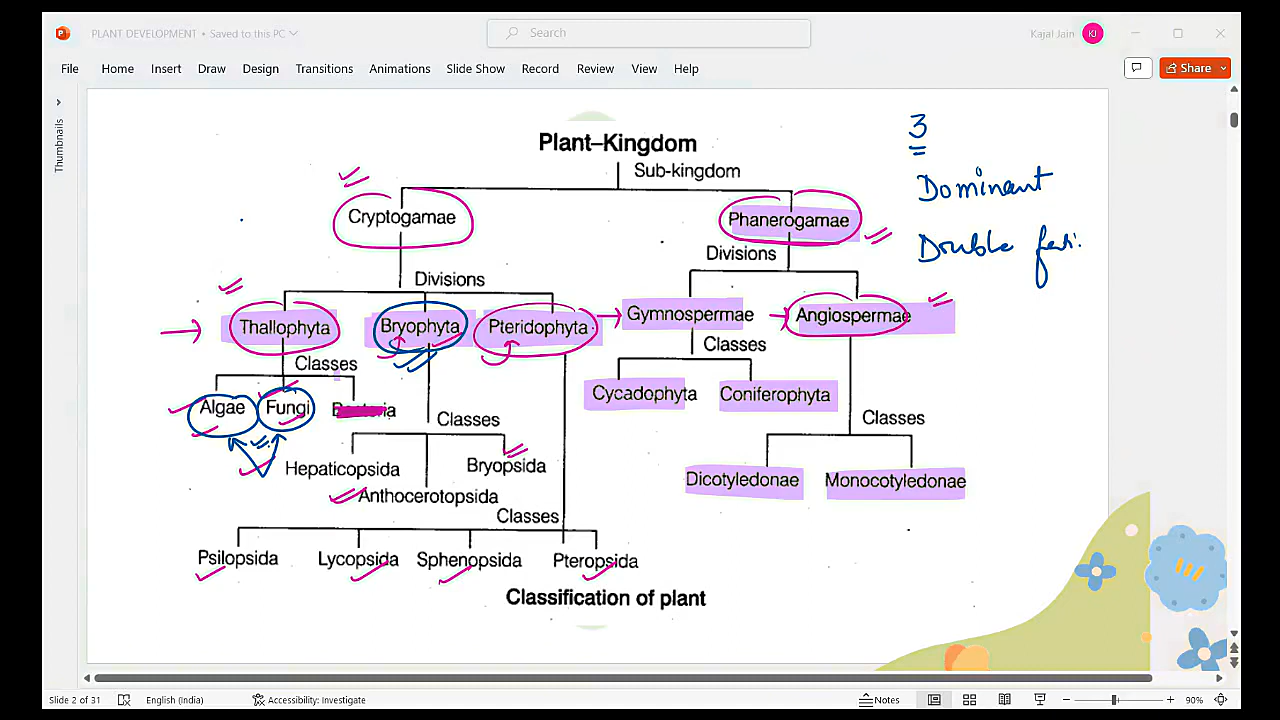 PLANT DEVELOPMENT • Saved to this PC
Search
Kajal Jain
KJ
File Home Insert Draw Design Transitions Animations Slide Show Record Review View Help
Share
Thumbnails
Plant–Kingdom
Sub-kingdom
3
Dominant
Cryptogamae
Phanerogamae
Double
Divisions
Divisions
Thallophyta
Bryophyta
Pteridophyta
Gymnospermae
Angiospermae
Classes
Classes
Algae
Fungi
Cycadophyta
Coniferophyta
Classes
Classes
Hepaticopsida
Bryopsida
Anthocerotopsida
Dicotyledonae
Monocotyledonae
Classes
Psilopsida
Lycopsida
Sphenopsida
Pteropsida
Classification of plant
Slide 2 of 31
English (India)
Accessibility: Investigate
Notes
90%